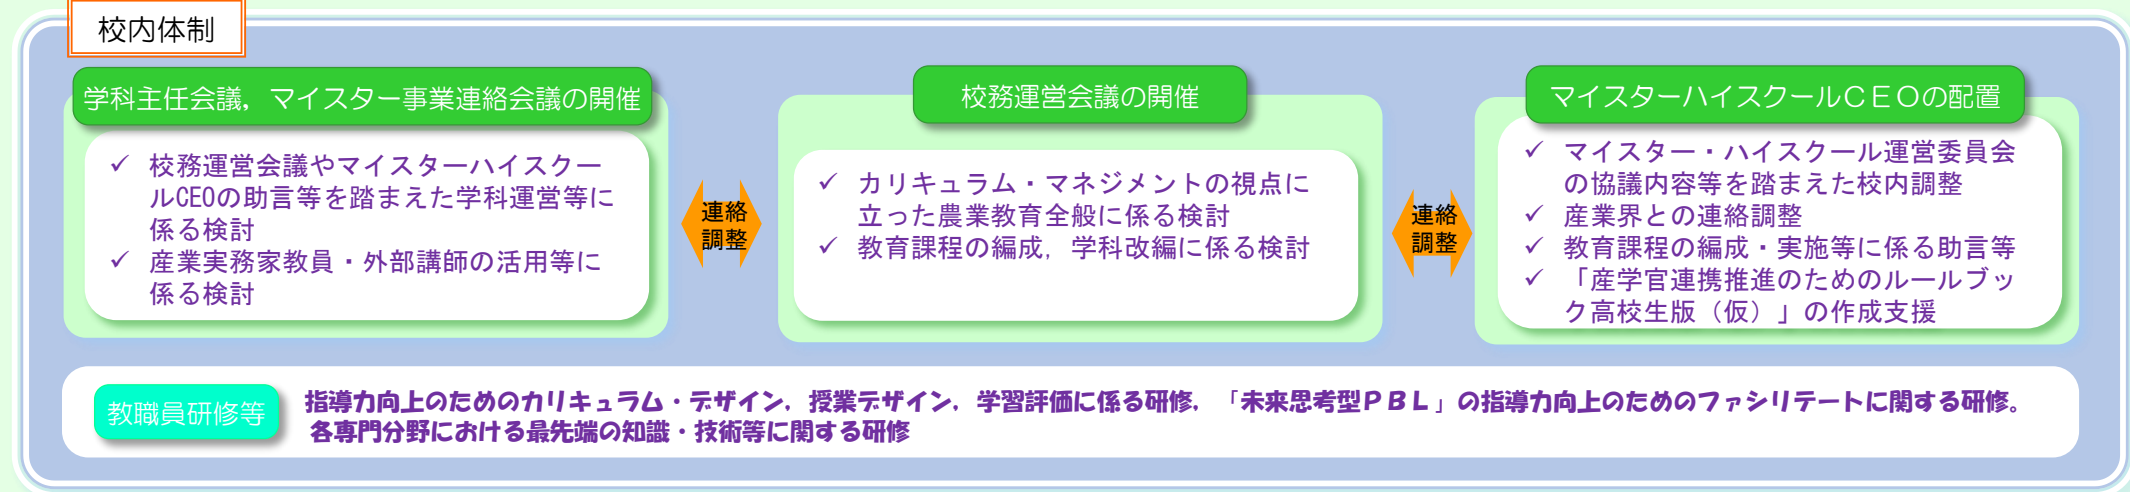 校内体制
学科主任会議，マイスター事業連絡会議の開催
✓ 校務運営会議やマイスターハイスクー
ルCEOの助言等を踏まえた学科運営等に
係る検討
✓ 産業実務家教員・外部講師の活用等に
係る検討
連絡
調整
校務運営会議の開催
✓ カリキュラム・マネジメントの視点に
立った農業教育全般に係る検討
✓ 教育課程の編成，学科改編に係る検討
連絡
調整
マイスターハイスクールＣＥＯの配置
✓ マイスター・ハイスクール運営委員会
の協議内容等を踏まえた校内調整
✓ 産業界との連絡調整
✓ 教育課程の編成・実施等に係る助言等
✓ 「産学官連携推進のためのルールブッ
ク高校生版（仮）」の作成支援
教職員研修等
指導力向上のためのカリキュラム・デザイン，授業デザイン，学習評価に係る研修，「未来思考型ＰＢＬ」の指導力向上のためのファシリテートに関する研修。
各専門分野における最先端の知識・技術等に関する研修